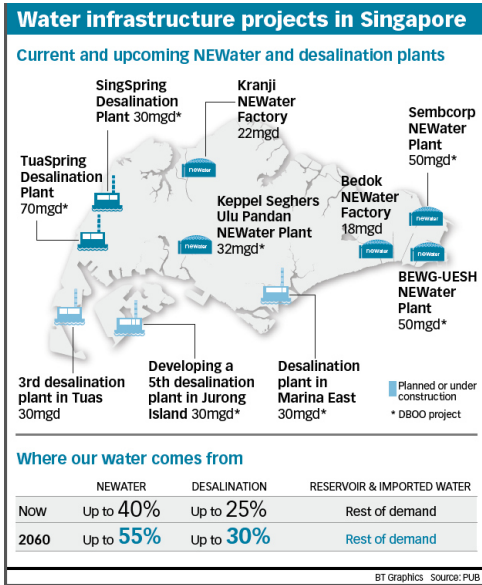 Water infrastructure projects in Singapore
Current and upcoming NEWater and desalination plants
SingSpring
Desalination
Plant 30mgd*
Kranji
NEWater
Factory
22mgd
Sembcorp
NEWater
Plant
50mgd*
TuaSpring
Desalination
Plant
70mgd*
newater
Keppel Seghers
Ulu Pandan
NEWater Plant
32mgd*
newater
Bedok
NEWater
Factory
18mgd
newater
newater
newater
BEWG-UESH
NEWater
Plant
50mgd*
3rd desalination
plant in Tuas
30mgd
Developing a
5th desalination
plant in Jurong
Island 30mgd*
Desalination
plant in
Marina East
30mgd*
Planned or under
construction
* DBOO project
Where our water comes from
NEWATER DESALINATION RESERVOIR & IMPORTED WATER
Now Up to 40% Up to 25% Rest of demand
2060 Up to 55% Up to 30% Rest of demand
BT Graphics Source: PUB